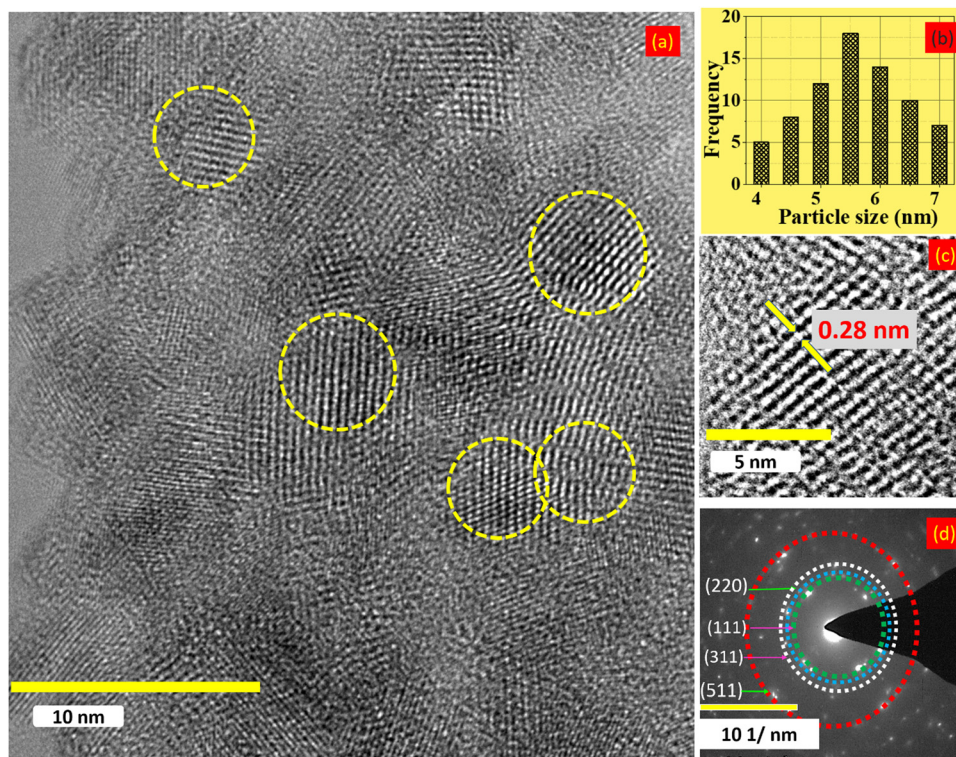 (a)
10 nm
(b)
20
15
10
5
0
Frequency
4 5 6 7
Particle size (nm)
(c)
0.28 nm
5 nm
(d)
(220)
(111)
(311)
(511)
10 1/ nm